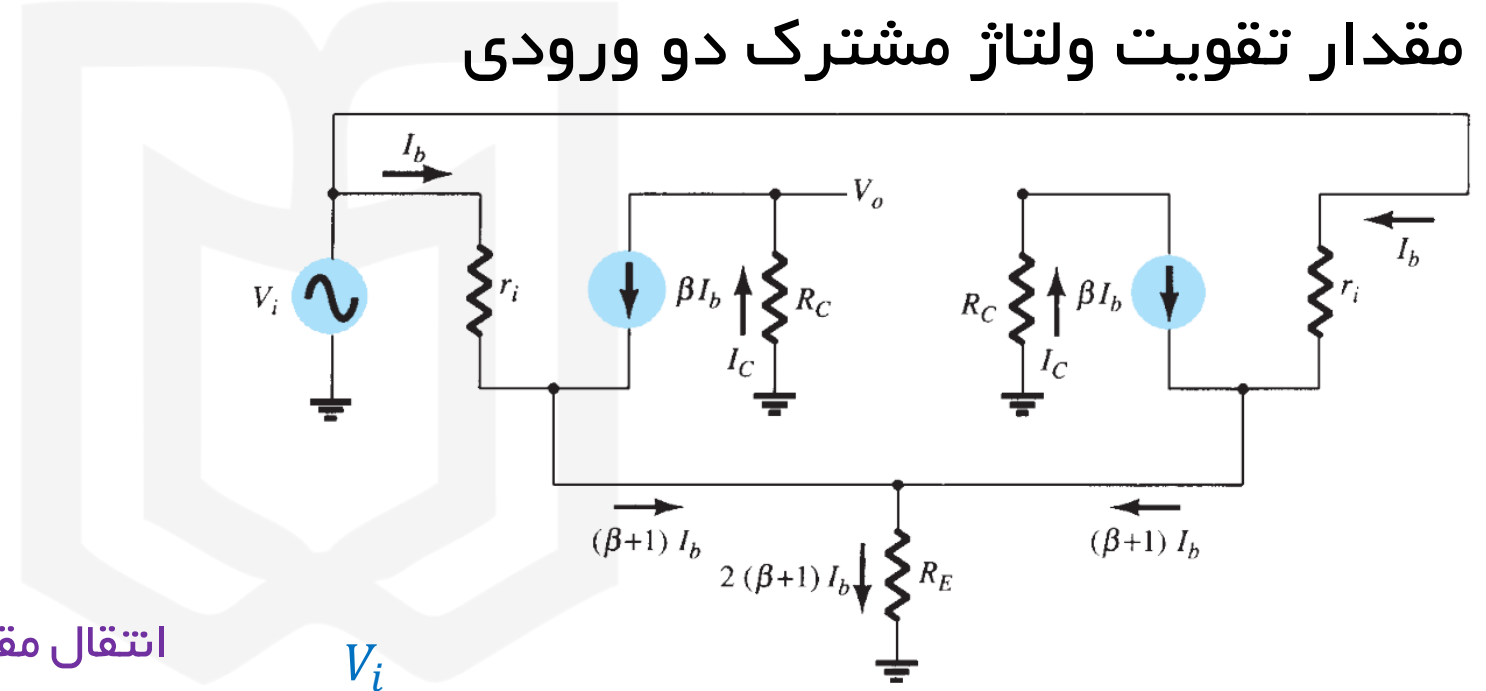 مقدار تقویت ولتاژ مشترک دو ورودی
I_b
V_o
V_i
r_i
βI_b
R_C
R_C
βI_b
r_i
I_b
I_C
I_C
(β+1) I_b
(β+1) I_b
2 (β+1) I_b
R_E
انتقال
V_i